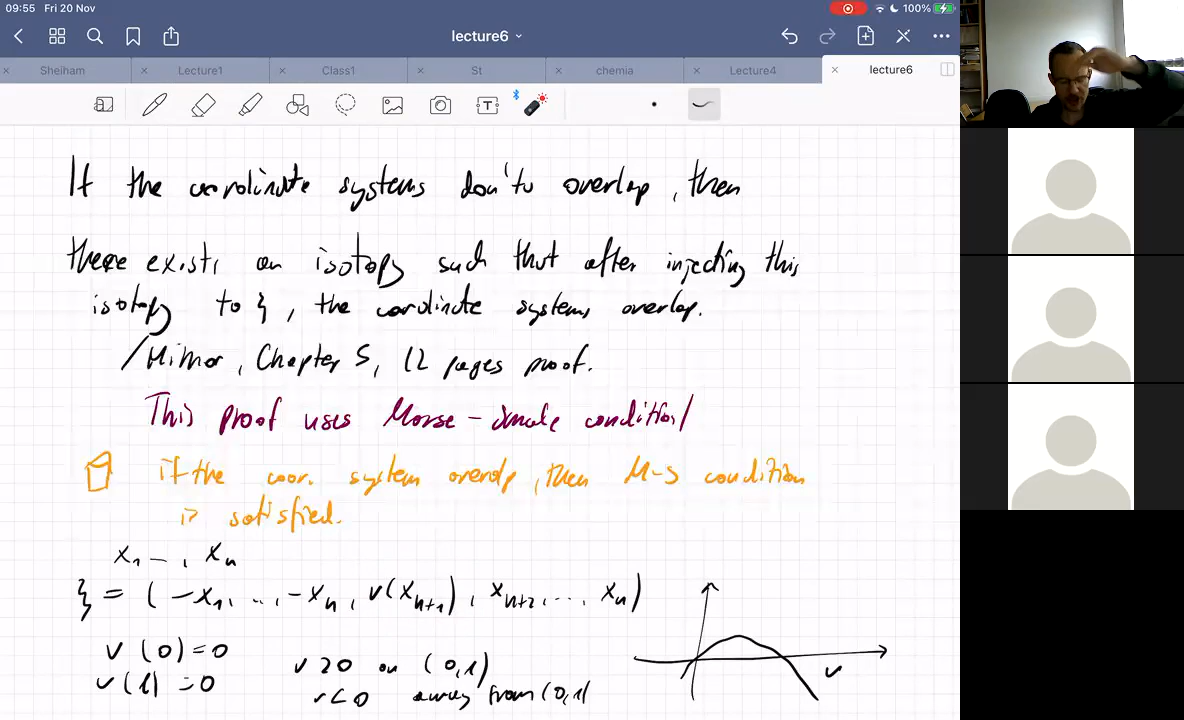 09:55 Fri 20 Nov
100%
lecture6
Sheiham
Lecture1
Class1
St
chemia
Lecture4
lecture6
If the coordinate systems don't overlap, then
there exists an isotopy such that after injecting this
isotopy to ξ, the coordinate systems overlap.
/Milnor, Chapter 5, 12 pages proof.
This proof uses Morse-Smale condition/
if the coor. system overlap, then M-S condition
is satisfied.
x₁ ..., xₙ
ξ = (-x₁, ..., -xₙ, v(xₙ₊₁), xₙ₊₂, ..., xₙ)
v(0)=0
v(1)=0
v≥0 on (0,1)
v<0 away from (0,1)
v